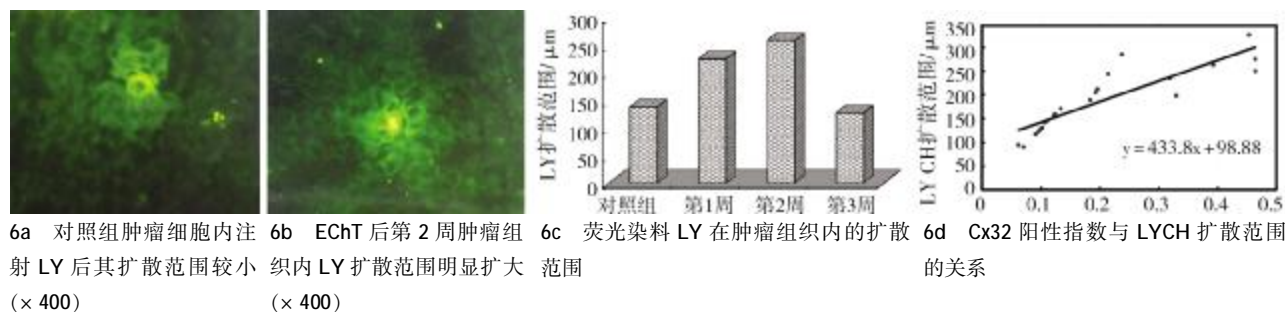 300
250
200
150
100
50
0
LY扩散范围/μm
对照组 第1周 第2周 第3周
350
300
250
200
150
100
50
0
LY CH扩散范围/μm
y=433.8x+98.88
0 0.1 0.2 0.3 0.4 0.5
6a 对照组肿瘤细胞内注
射 LY 后其扩散范围较小
(× 400)
6b EChT 后第 2 周肿瘤组
织内 LY 扩散范围明显扩大
(× 400)
6c 荧光染料 LY 在肿瘤组织内的扩散
范围
6d Cx32 阳性指数与 LYCH 扩散范围
的关系